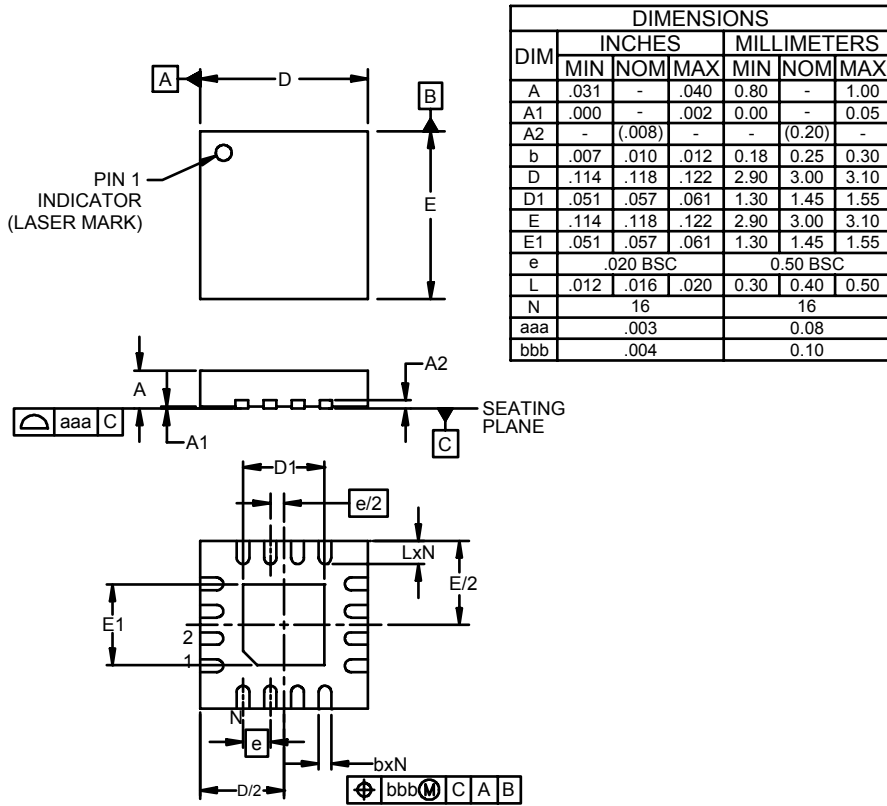 A
D
B
PIN 1
INDICATOR
(LASER MARK)
E
DIMENSIONS
DIM INCHES MILLIMETERS
MIN NOM MAX MIN NOM MAX
A .031 - .040 0.80 - 1.00
A1 .000 - .002 0.00 - 0.05
A2 - (.008) - - (0.20) -
b .007 .010 .012 0.18 0.25 0.30
D .114 .118 .122 2.90 3.00 3.10
D1 .051 .057 .061 1.30 1.45 1.55
E .114 .118 .122 2.90 3.00 3.10
E1 .051 .057 .061 1.30 1.45 1.55
e .020 BSC 0.50 BSC
L .012 .016 .020 0.30 0.40 0.50
N 16 16
aaa .003 0.08
bbb .004 0.10
A
A2
aaa C
A1
SEATING
PLANE
C
D1
e/2
LxN
E/2
E1
2
1
N
e
D/2
bxN
bbb Ⓜ C A B